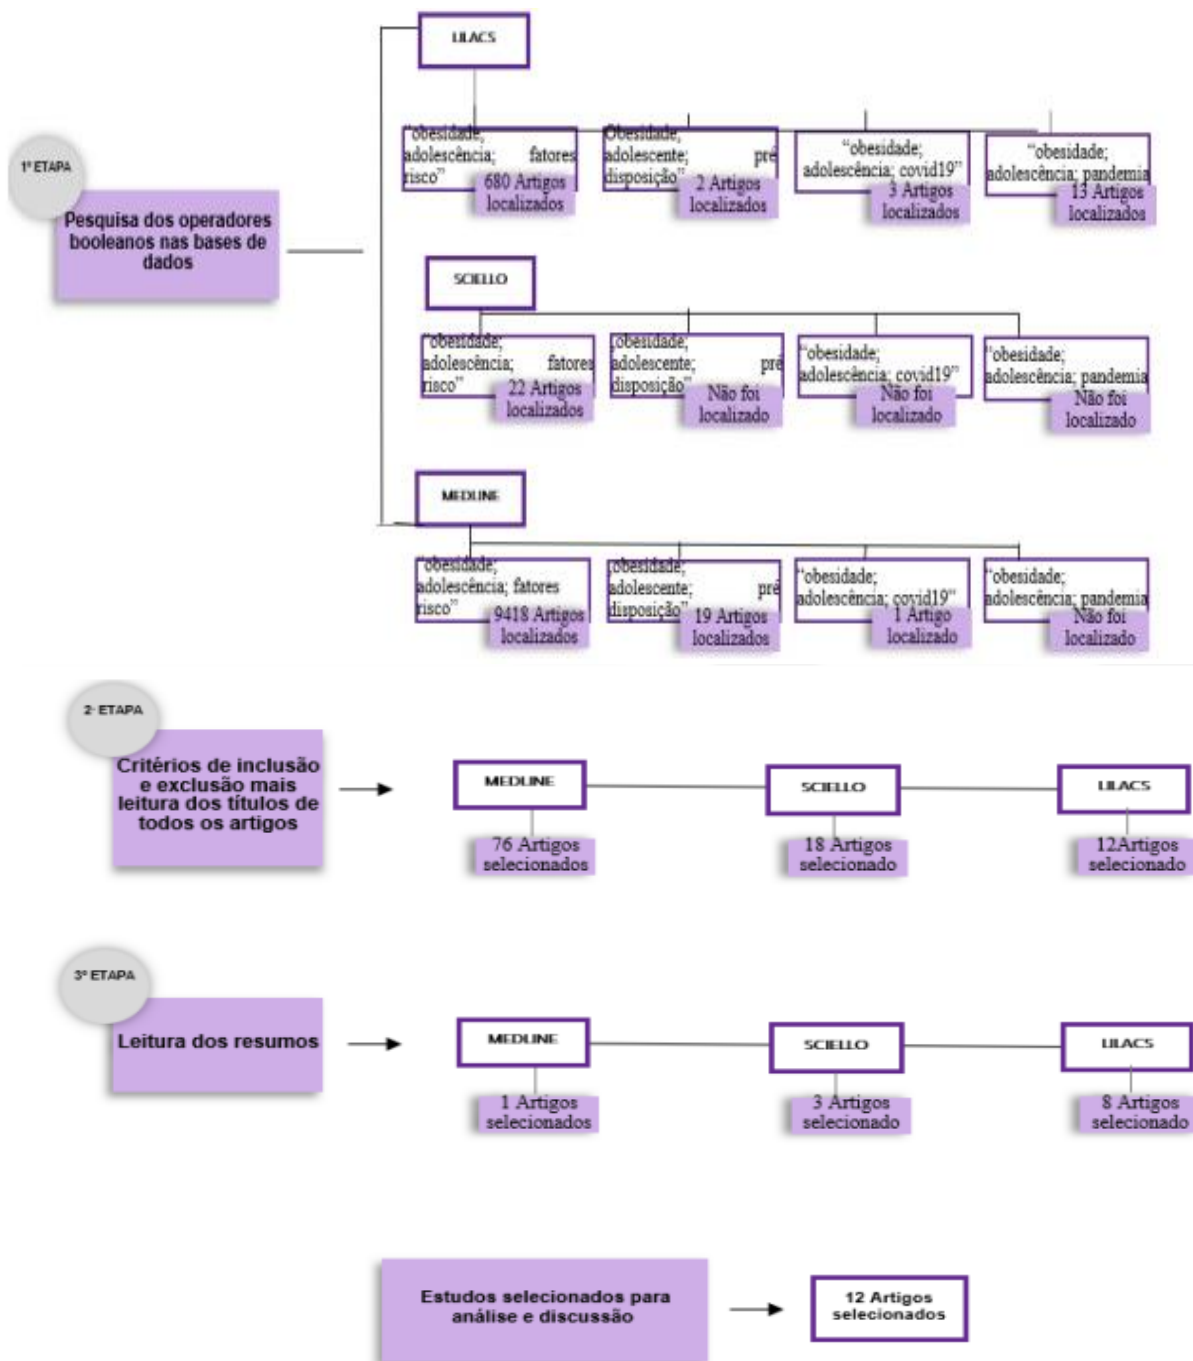 1º ETAPA
Pesquisa dos operadores
booleanos nas bases de
dados
LILACS
“obesidade;
adolescência; fatores
risco”
680 Artigos
localizados
Obesidade;
adolescente; pré
disposição”
2 Artigos
localizados
“obesidade;
adolescência; covid19”
3 Artigos
localizados
“obesidade;
adolescência; pandemia
13 Artigos
localizados
SCIELLO
“obesidade;
adolescência; fatores
risco”
22 Artigos
localizados
obesidade;
adolescente; pré
disposição”
Não foi
localizado
“obesidade;
adolescência; covid19”
Não foi
localizado
“obesidade;
adolescência; pandemia
Não foi
localizado
MEDLINE
“obesidade;
adolescência; fatores
risco”
9418 Artigos
localizados
obesidade;
adolescente; pré
disposição”
19 Artigos
localizados
“obesidade;
adolescência; covid19”
1 Artigo
localizado
“obesidade;
adolescência; pandemia
Não foi
localizado
2ª ETAPA
Critérios de inclusão
e exclusão mais
leitura dos títulos de
todos os artigos
MEDLINE
76 Artigos
selecionados
SCIELLO
18 Artigos
selecionado
LILACS
12Artigos
selecionado
3ª ETAPA
Leitura dos resumos
MEDLINE
1 Artigos
selecionados
SCIELLO
3 Artigos
selecionado
LILACS
8 Artigos
selecionado
Estudos selecionados para
análise e discussão
12 Artigos
selecionados